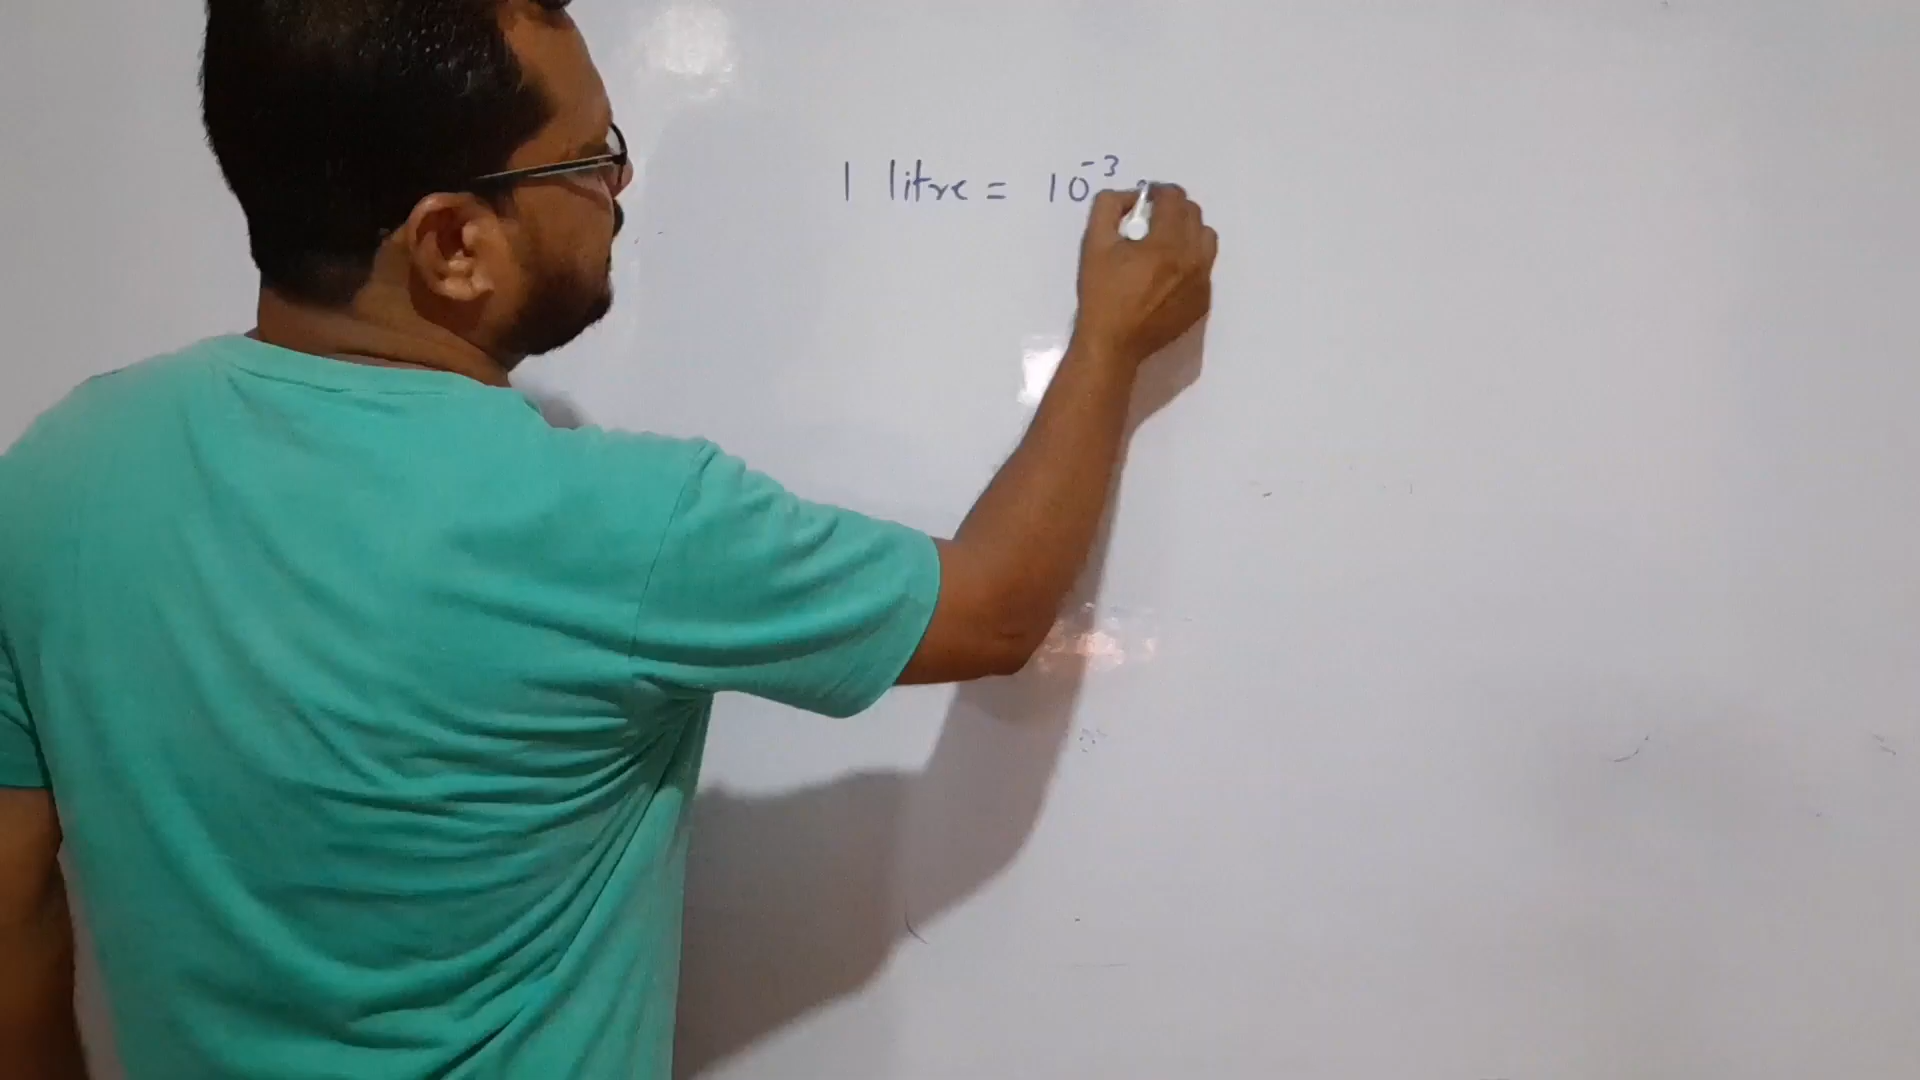 1 litre = 10⁻³